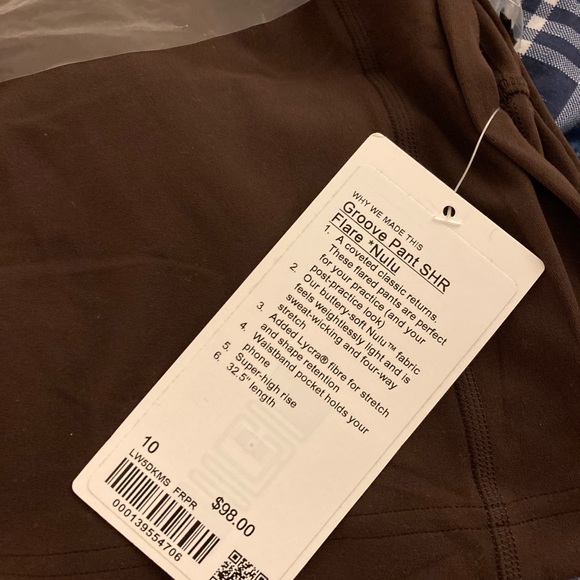 WHY WE MADE THIS
Groove Pant SHR
Flare *Nulu
1. A coveted classic returns.
These flared pants are perfect
for your practice (and your
post-practice look)
2. Our buttery-soft Nulu™ fabric
feels weightlessly light and is
sweat-wicking and four-way
stretch
3. Added Lycra® fibre for stretch
and shape retention
4. Waistband pocket holds your
phone
5. Super-high rise
6. 32.5" length
10
LW5DKMS FRPR
$98.00
000139554706